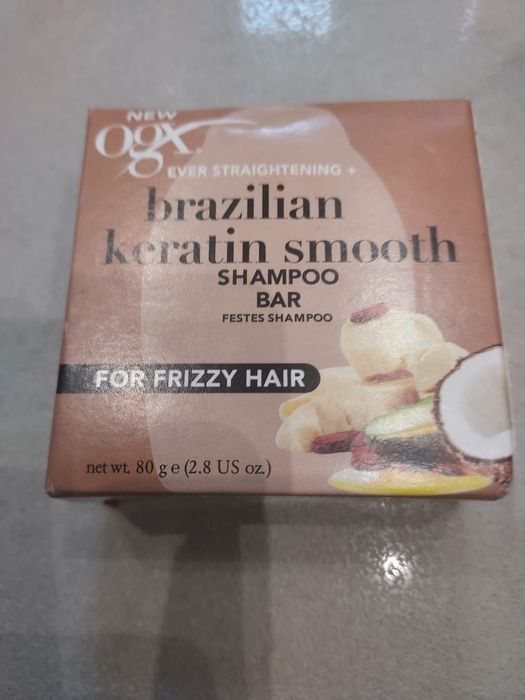 NEW
ogx
EVER STRAIGHTENING +
brazilian
keratin smooth
SHAMPOO
BAR
FESTES SHAMPOO
FOR FRIZZY HAIR
net wt. 80 g e (2.8 US oz.)